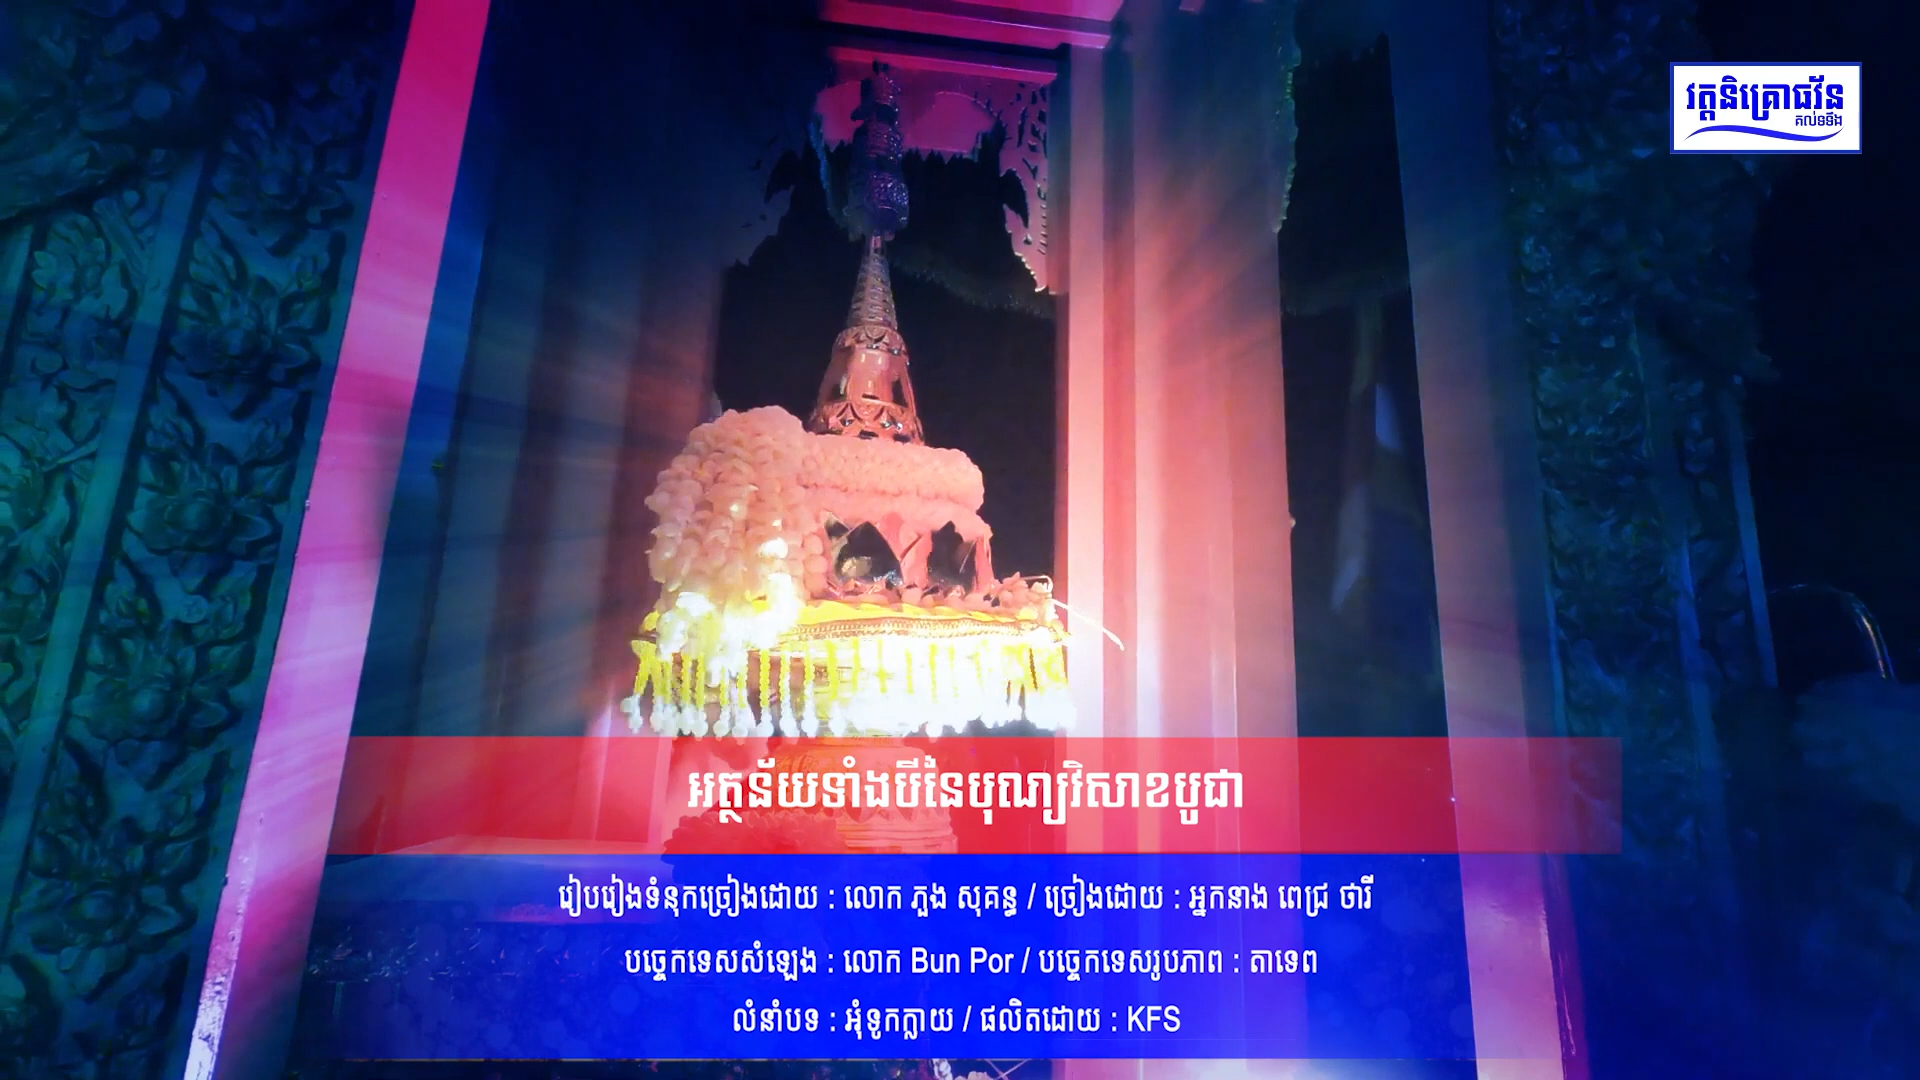 វត្តនិគ្រោធវ័ន
គល់ទទឹង
អត្ថន័យទាំងបីនៃបុណ្យវិសាខបូជា
រៀបរៀងទំនុកច្រៀងដោយ : លោក ភួង សុគន្ធ / ច្រៀងដោយ : អ្នកនាង ពេជ្រ ថាវី
បច្ចេកទេសសំឡេង : លោក Bun Por / បច្ចេកទេសរូបភាព : តាទេព
លំនាំបទ : អុំទូកក្លាយ / ផលិតដោយ : KFS